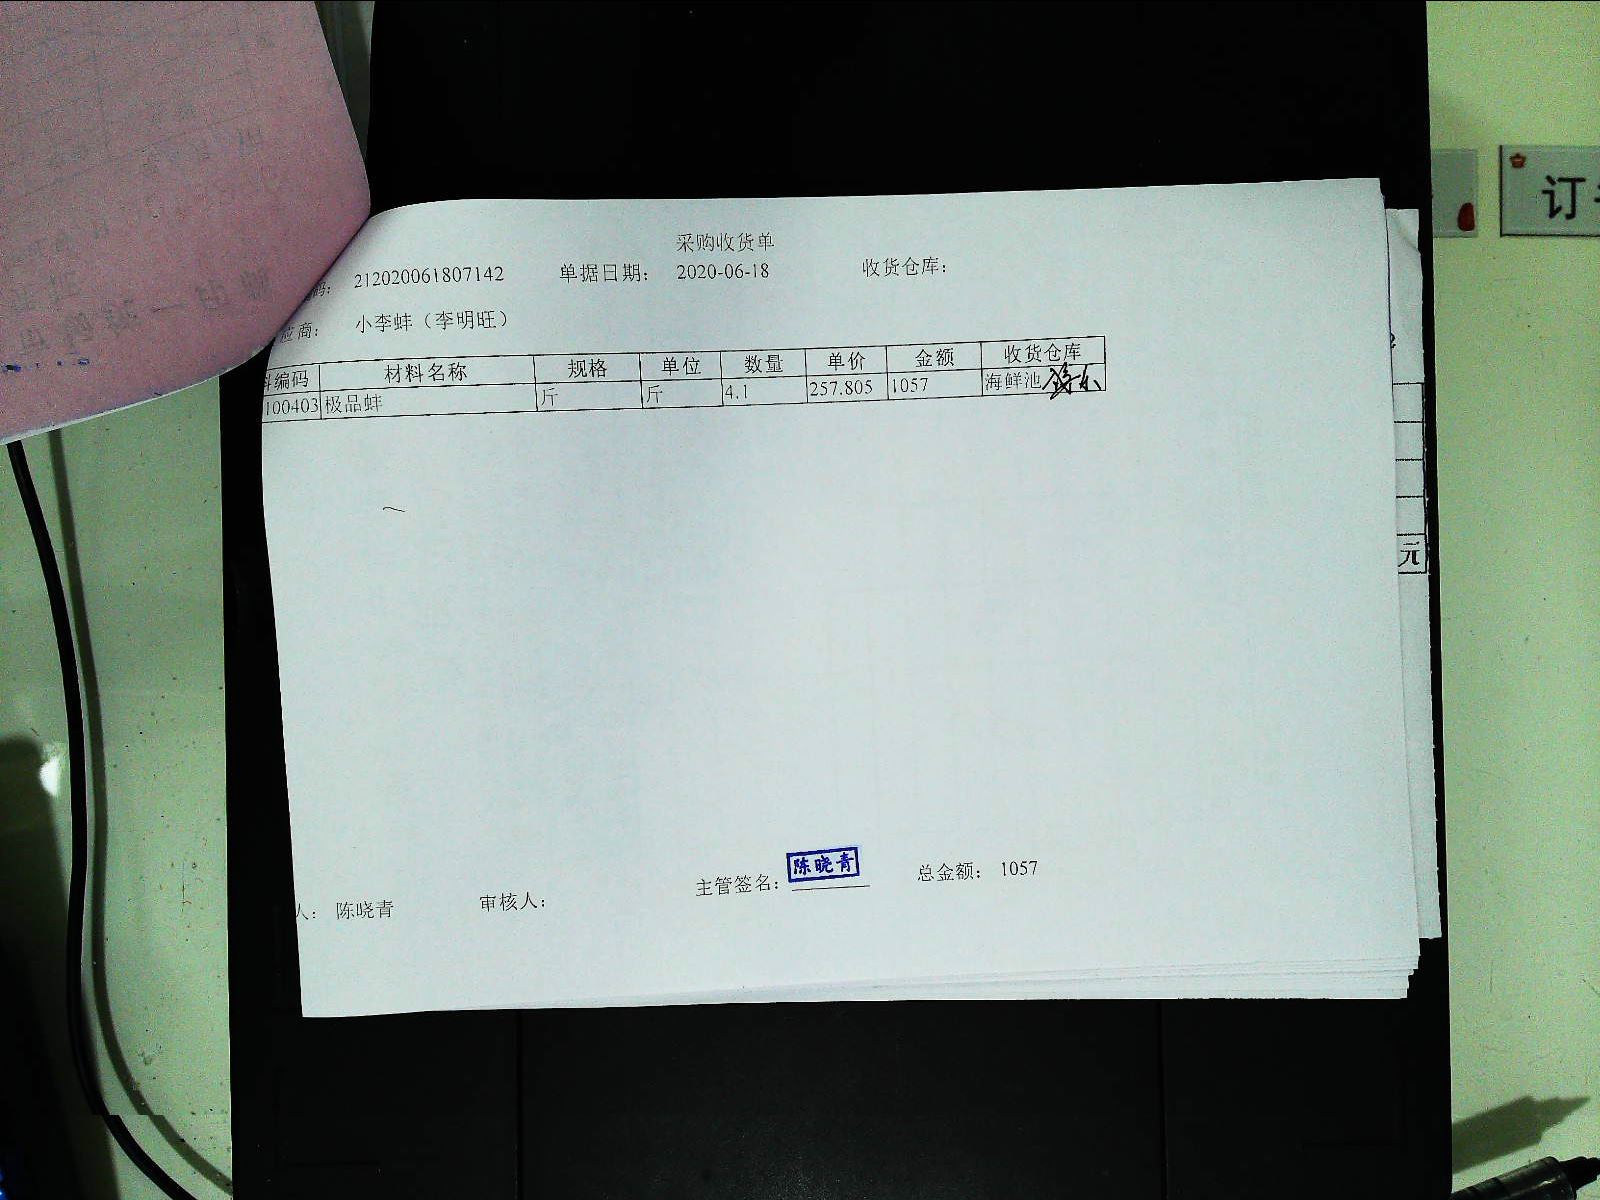 采购收货单
码: 212020061807142 单据日期: 2020-06-18 收货仓库:
应商: 小李蚌（李明旺）
料编码 材料名称 规格 单位 数量 单价 金额 收货仓库
100403 极品蚌 斤 斤 4.1 257.805 1057 海鲜池
主管签名: 陈晓青 总金额: 1057
人: 陈晓青 审核人:
元
订